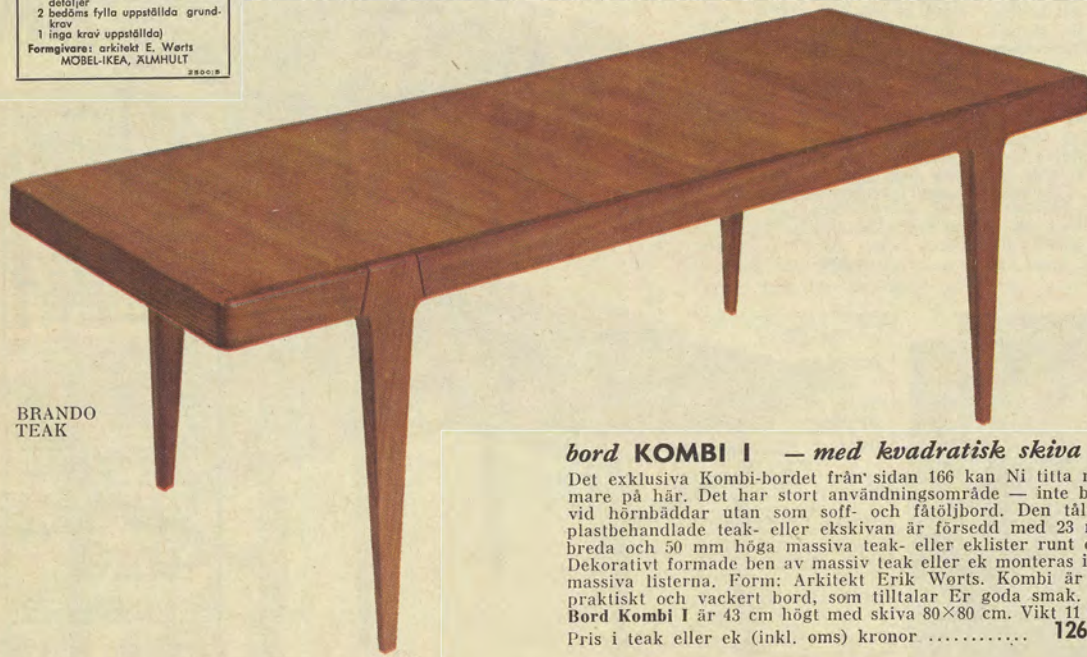 detaljer
2 bedöms fylla uppställda grund-
krav
1 inga krav uppställda)
Formgivare: arkitekt E. Wørts
MÖBEL-IKEA, ÄLMHULT
2500:5
BRANDO
TEAK
bord KOMBI I — med kvadratisk skiva
Det exklusiva Kombi-bordet från sidan 166 kan Ni titta
mare på här. Det har stort användningsområde — inte
vid hörnbäddar utan som soff- och fåtöljbord. Den
plastbehandlade teak- eller ekskivan är försedd med 23
breda och 50 mm höga massiva teak- eller eklister runt
Dekorativt formade ben av massiv teak eller ek monteras
massiva listerna. Form: Arkitekt Erik Wørts. Kombi är
praktiskt och vackert bord, som tilltalar Er goda smak.
Bord Kombi I är 43 cm högt med skiva 80×80 cm. Vikt 11
Pris i teak eller ek (inkl. oms) kronor ............ 126